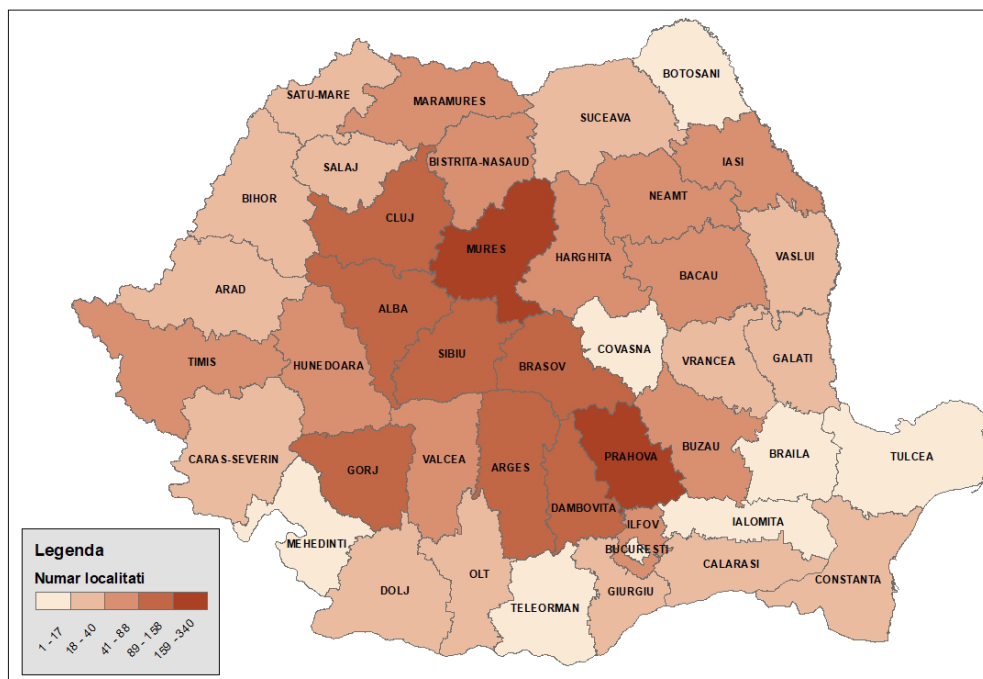 BOTOSANI
SATU-MARE
MARAMURES
SUCEAVA
IASI
BISTRITA-NASAUD
SALAJ
NEAMT
BIHOR
CLUJ
MURES
HARGHITA
VASLUI
BACAU
ARAD
ALBA
COVASNA
SIBIU
VRANCEA
GALATI
TIMIS
HUNEDOARA
BRASOV
BUZAU
BRAILA
TULCEA
PRAHOVA
CARAS-SEVERIN
VALCEA
GORJ
ARGES
DAMBOVITA
ILFOV
IALOMITA
MEHEDINTI
BUCURESTI
CALARASI
OLT
CONSTANTA
DOLJ
GIURGIU
TELEORMAN
Legenda
Numar localitati
1 - 17
18 - 40
41 - 88
89 - 158
159 - 340